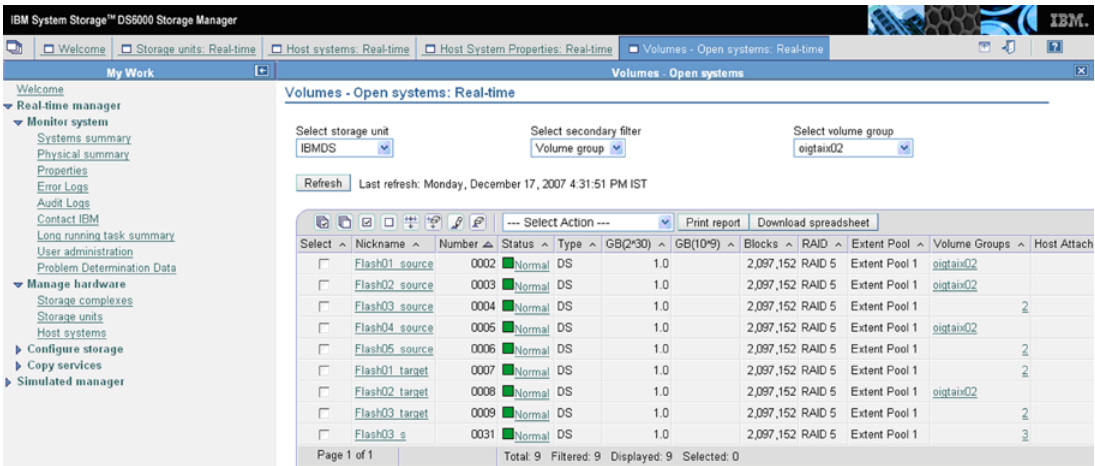 IBM System Storage™ DS6000 Storage Manager
IBM.
Welcome Storage units: Real-time Host systems: Real-time Host System Properties: Real-time Volumes - Open systems: Real-time ?
My Work
Volumes - Open systems
Welcome
Real-time manager
Monitor system
Systems summary
Physical summary
Properties
Error Logs
Audit Logs
Contact IBM
Long running task summary
User administration
Problem Determination Data
Manage hardware
Storage complexes
Storage units
Host systems
Configure storage
Copy services
Simulated manager
Volumes - Open systems: Real-time
Select storage unit Select secondary filter Select volume group
IBMDS Volume group oigtaix02
Refresh Last refresh: Monday, December 17, 2007 4:31:51 PM IST
--- Select Action --- Print report Download spreadsheet
Select Nickname Number Status Type GB(2^30) GB(10^9) Blocks RAID Extent Pool Volume Groups Host Attach
Flash01_source 0002 Normal DS 1.0 2,097,152 RAID 5 Extent Pool 1 oigtaix02
Flash02_source 0003 Normal DS 1.0 2,097,152 RAID 5 Extent Pool 1 oigtaix02
Flash03_source 0004 Normal DS 1.0 2,097,152 RAID 5 Extent Pool 1 2
Flash04_source 0005 Normal DS 1.0 2,097,152 RAID 5 Extent Pool 1 oigtaix02
Flash05_source 0006 Normal DS 1.0 2,097,152 RAID 5 Extent Pool 1 2
Flash01_target 0007 Normal DS 1.0 2,097,152 RAID 5 Extent Pool 1 2
Flash02_target 0008 Normal DS 1.0 2,097,152 RAID 5 Extent Pool 1 oigtaix02
Flash03_target 0009 Normal DS 1.0 2,097,152 RAID 5 Extent Pool 1 2
Flash03_s 0031 Normal DS 1.0 2,097,152 RAID 5 Extent Pool 1 3
Page 1 of 1 Total: 9 Filtered: 9 Displayed: 9 Selected: 0